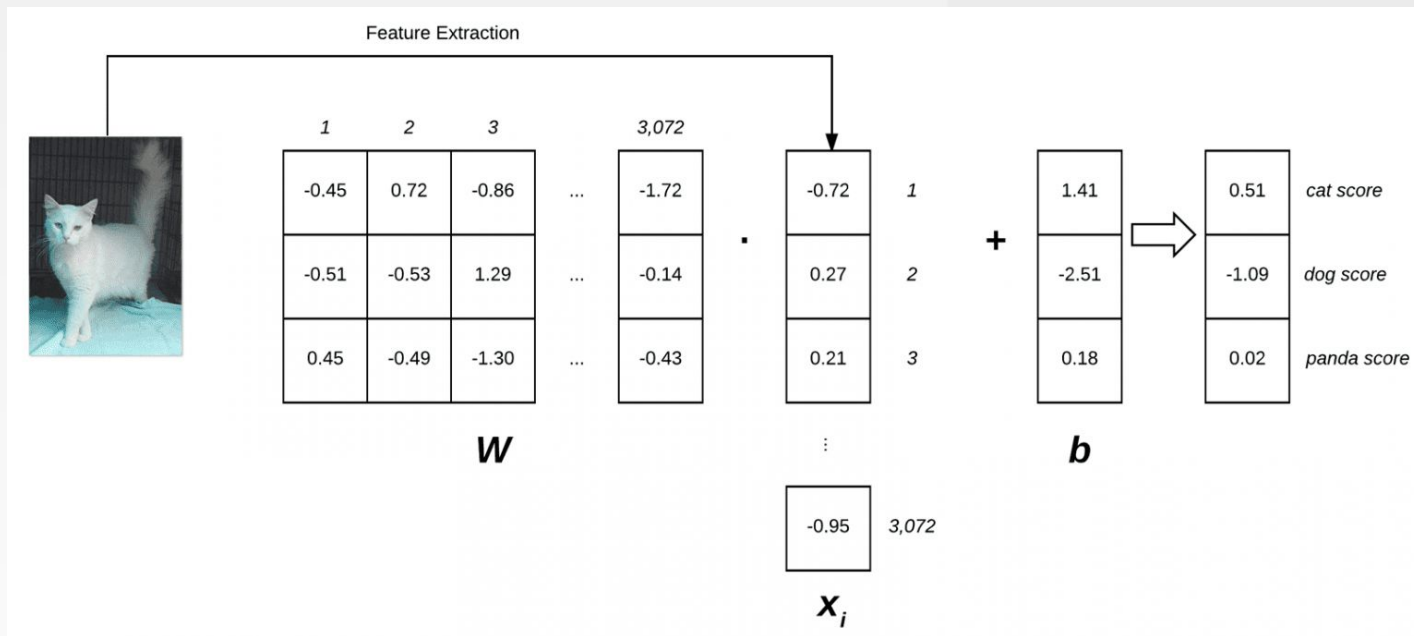 Feature Extraction
1 2 3 3,072
-0.45 0.72 -0.86 ... -1.72 -0.72 1 1.41 0.51 cat score
· +
-0.51 -0.53 1.29 ... -0.14 0.27 2 -2.51 -1.09 dog score
0.45 -0.49 -1.30 ... -0.43 0.21 3 0.18 0.02 panda score
W ⋮ b
-0.95 3,072
xᵢ